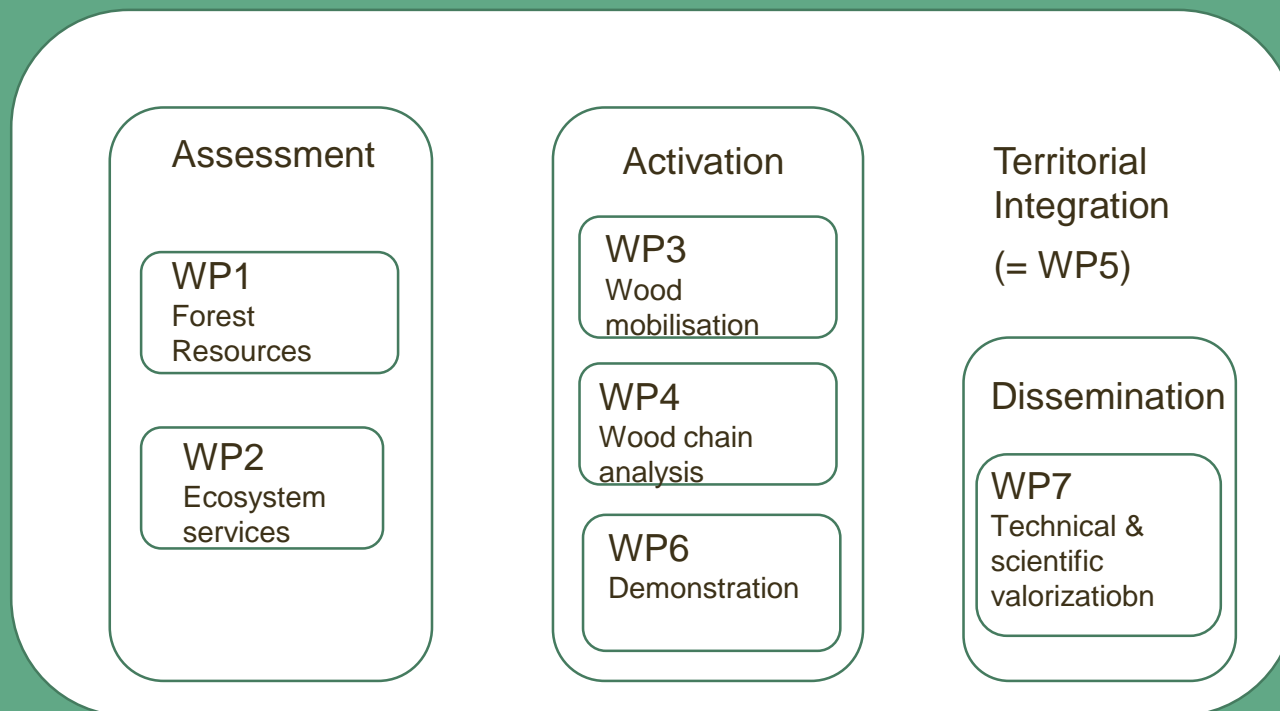 Assessment
WP1
Forest
Resources
WP2
Ecosystem
services
Activation
WP3
Wood
mobilisation
WP4
Wood chain
analysis
WP6
Demonstration
Territorial
Integration
(= WP5)
Dissemination
WP7
Technical &
scientific
valorizatiobn